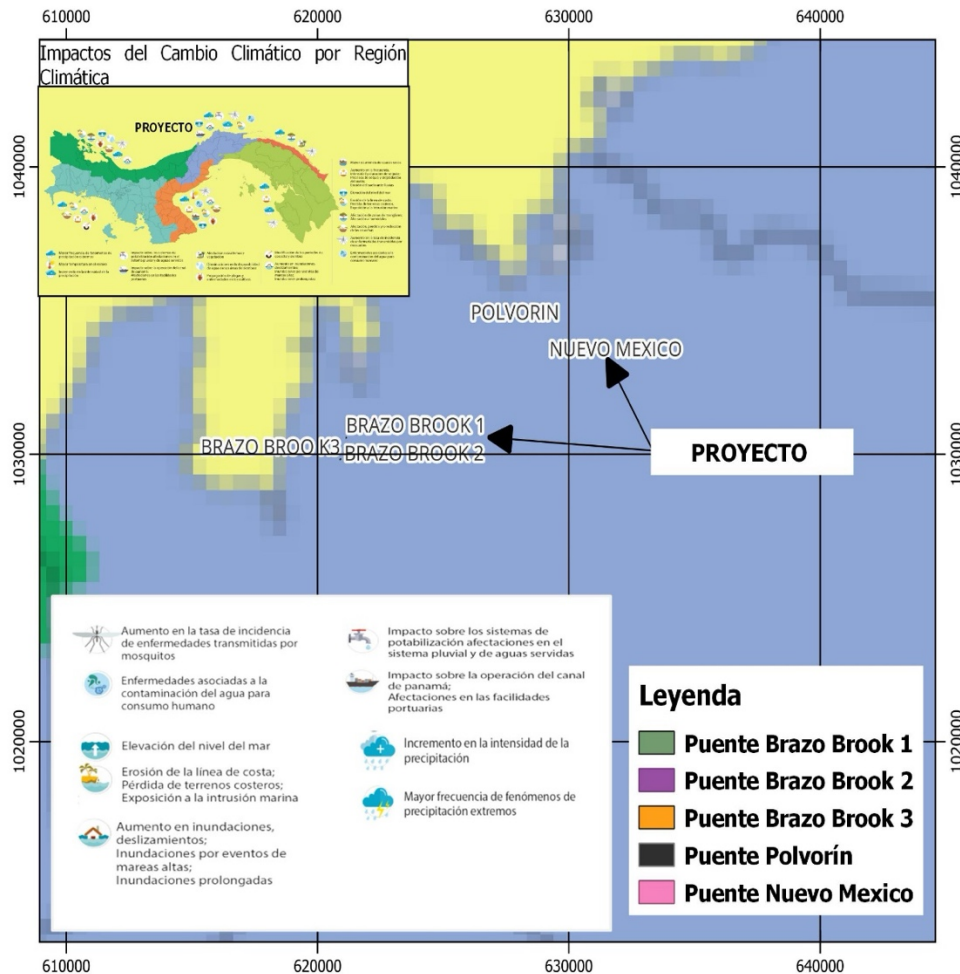 610000
620000
630000
640000
Impactos del Cambio Climático por Región
Climática
PROYECTO
1040000
1040000
POLVORIN
NUEVO MEXICO
BRAZO BROOK 1
BRAZO BROO K3
BRAZO BROOK 2
PROYECTO
1030000
1030000
Aumento en la tasa de incidencia
de enfermedades transmitidas por
mosquitos
Enfermedades asociadas a la
contaminación del agua para
consumo humano
Elevación del nivel del mar
Erosión de la línea de costa;
Pérdida de terrenos costeros;
Exposición a la intrusión marina
Aumento en inundaciones,
deslizamientos;
Inundaciones por eventos de
mareas altas;
Inundaciones prolongadas
Impacto sobre los sistemas de
potabilización afectaciones en el
sistema pluvial y de aguas servidas
Impacto sobre la operación del canal
de panamá;
Afectaciones en las facilidades
portuarias
Incremento en la intensidad de la
precipitación
Mayor frecuencia de fenómenos de
precipitación extremos
Leyenda
Puente Brazo Brook 1
Puente Brazo Brook 2
Puente Brazo Brook 3
Puente Polvorín
Puente Nuevo Mexico
1020000
1020000
610000
620000
630000
640000